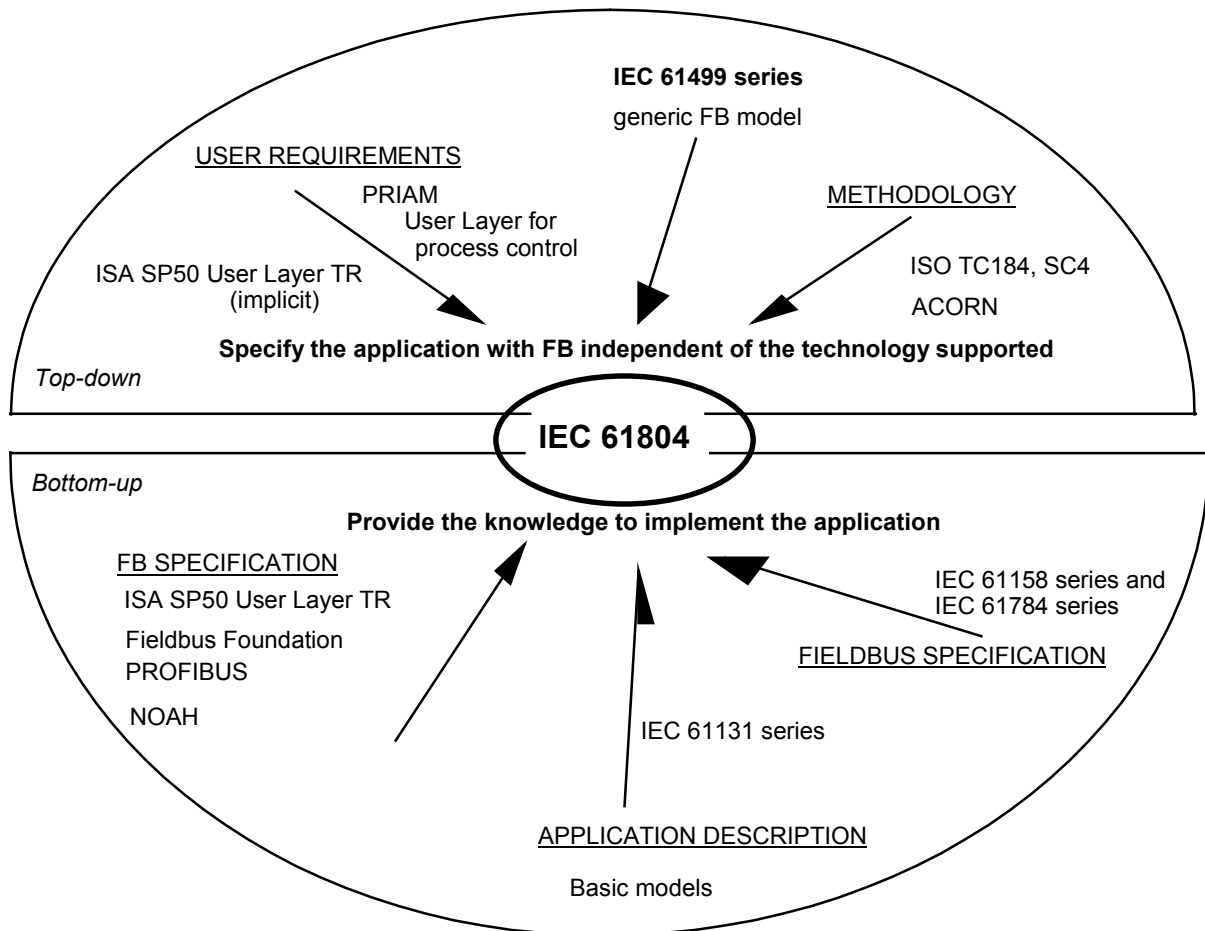 IEC 61499 series
generic FB model
USER REQUIREMENTS
PRIAM
User Layer for
process control
ISA SP50 User Layer TR
(implicit)
METHODOLOGY
ISO TC184, SC4
ACORN
Specify the application with FB independent of the technology supported
Top-down
IEC 61804
Bottom-up
Provide the knowledge to implement the application
FB SPECIFICATION
ISA SP50 User Layer TR
Fieldbus Foundation
PROFIBUS
NOAH
IEC 61158 series and
IEC 61784 series
FIELDBUS SPECIFICATION
IEC 61131 series
APPLICATION DESCRIPTION
Basic models